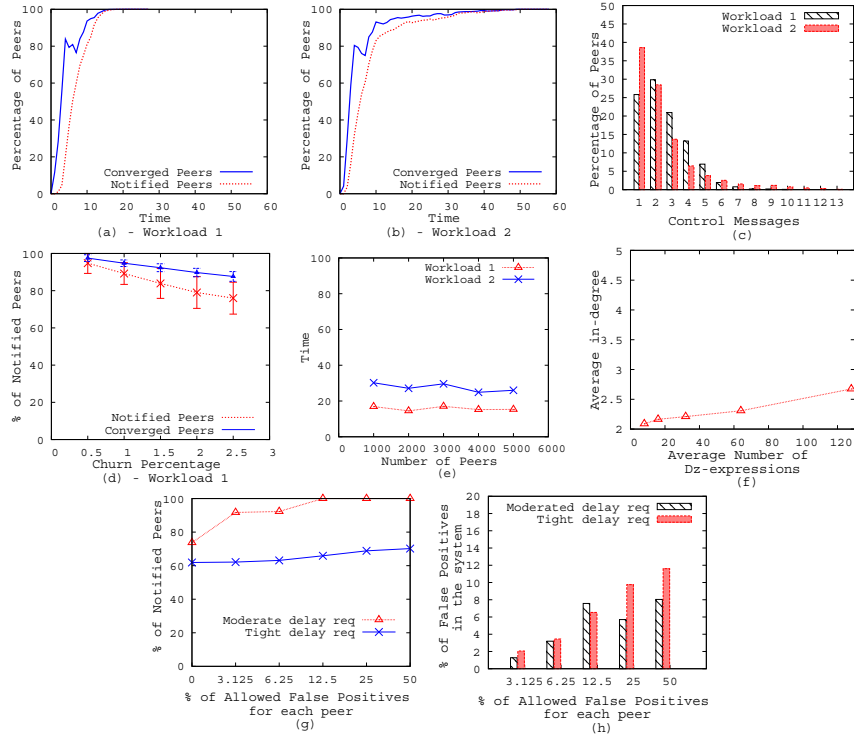 100
80
60
40
20
0
Percentage of Peers
Converged Peers
Notified Peers
0 10 20 30 40 50 60
Time
(a) - Workload 1
100
80
60
40
20
0
Percentage of Peers
Converged Peers
Notified Peers
0 10 20 30 40 50 60
Time
(b) - Workload 2
50
45
40
35
30
25
20
15
10
5
0
Percentage of Peers
Workload 1
Workload 2
1 2 3 4 5 6 7 8 9 10 11 12 13
Control Messages
(c)
100
80
60
40
20
0
% of Notified Peers
Notified Peers
Converged Peers
0 0.5 1 1.5 2 2.5 3
Churn Percentage
(d) - Workload 1
100
80
60
40
20
0
Time
Workload 1
Workload 2
0 1000 2000 3000 4000 5000 6000
Number of Peers
(e)
5
4.5
4
3.5
3
2.5
2
Average in-degree
0 20 40 60 80 100 120
Average Number of
Dz-expressions
(f)
100
80
60
40
20
0
% of Notified Peers
Moderate delay req
Tight delay req
0 3.125 6.25 12.5 25 50
% of Allowed False Positives
for each peer
(g)
20
18
16
14
12
10
8
6
4
2
0
% of False Positives
in the system
Moderated delay req
Tight delay req
3.125 6.25 12.5 25 50
% of Allowed False Positives
for each peer
(h)